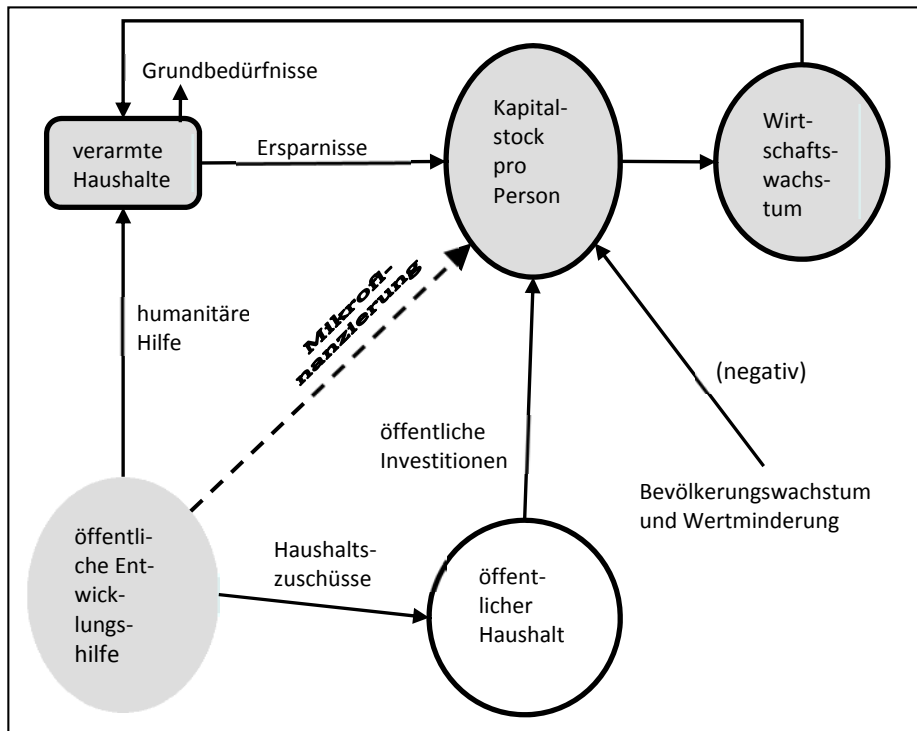 Grundbedürfnisse
verarmte
Haushalte
Ersparnisse
Kapital-
stock
pro
Person
Wirt-
schafts-
wachs-
tum
humanitäre
Hilfe
Mikrofi-
nanzierung
(negativ)
öffentliche
Investitionen
Bevölkerungswachstum
und Wertminderung
öffentli-
che Ent-
wick-
lungs-
hilfe
Haushalts-
zuschüsse
öffent-
licher
Haushalt